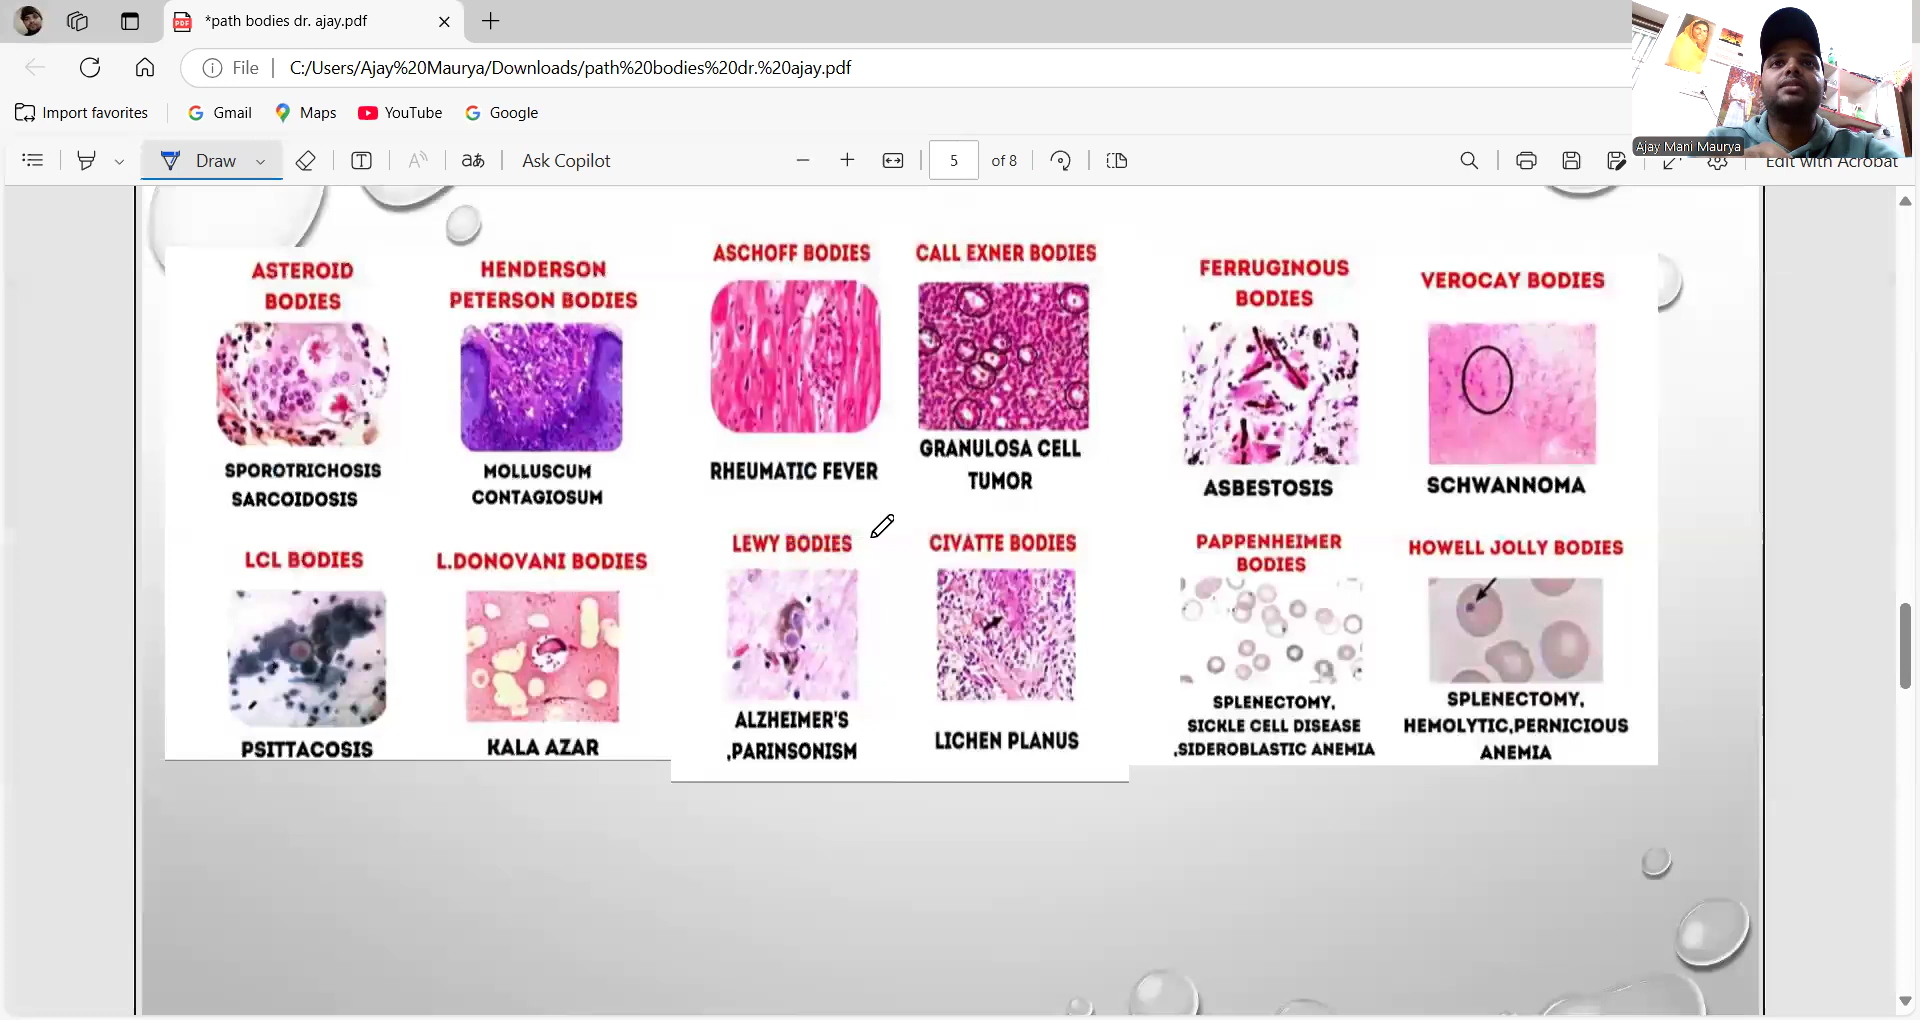 *path bodies dr. ajay.pdf
File
C:/Users/Ajay%20Maurya/Downloads/path%20bodies%20dr.%20ajay.pdf
Import favorites
Gmail
Maps
YouTube
Google
Ajay Mani Maurya
Draw
Ask Copilot
5 of 8
Edit with Acrobat
ASTEROID
BODIES
SPOROTRICHOSIS
SARCOIDOSIS
HENDERSON
PETERSON BODIES
MOLLUSCUM
CONTAGIOSUM
ASCHOFF BODIES
RHEUMATIC FEVER
CALL EXNER BODIES
GRANULOSA CELL
TUMOR
FERRUGINOUS
BODIES
ASBESTOSIS
VEROCAY BODIES
SCHWANNOMA
LCL BODIES
PSITTACOSIS
L.DONOVANI BODIES
KALA AZAR
LEWY BODIES
ALZHEIMER'S
,PARINSONISM
CIVATTE BODIES
LICHEN PLANUS
PAPPENHEIMER
BODIES
SPLENECTOMY,
SICKLE CELL DISEASE
,SIDEROBLASTIC ANEMIA
HOWELL JOLLY BODIES
SPLENECTOMY,
HEMOLYTIC,PERNICIOUS
ANEMIA